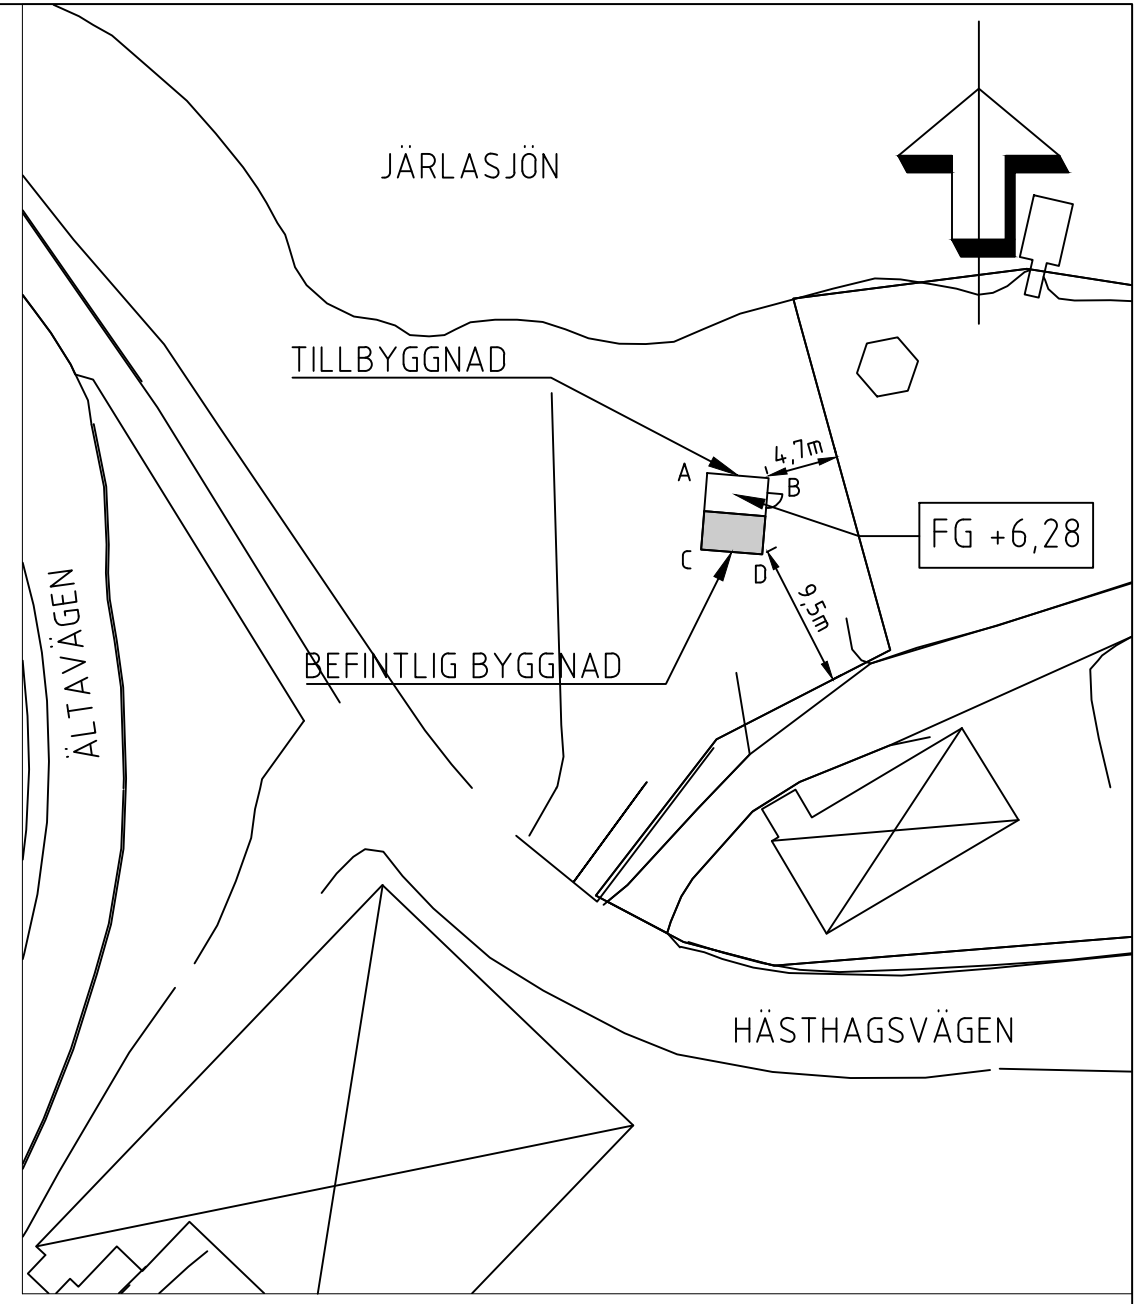 JÄRLASJÖN
TILLBYGGNAD
4,7m
A
B
FG +6,28
C
D
9,5m
ÄLTAVÄGEN
BEFINTLIG BYGGNAD
HÄSTHAGSVÄGEN